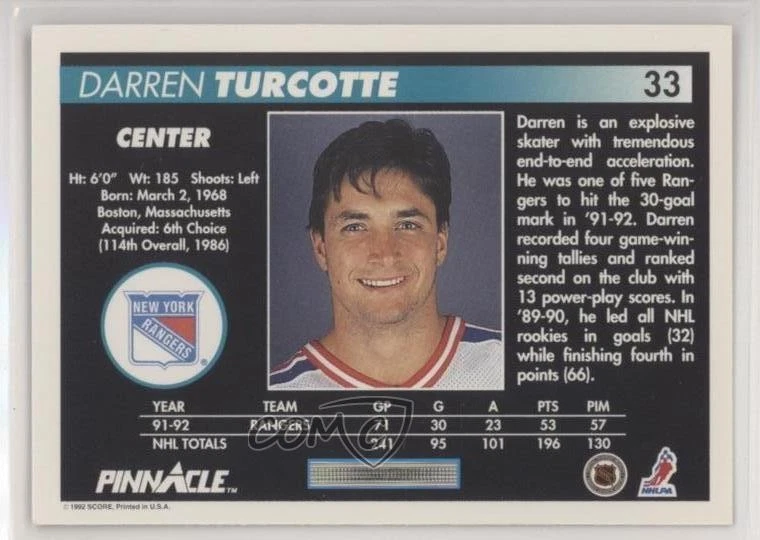 DARREN TURCOTTE 33
CENTER
Ht: 6'0" Wt: 185 Shoots: Left
Born: March 2, 1968
Boston, Massachusetts
Acquired: 6th Choice
(114th Overall, 1986)
NEW YORK
RANGERS
®
Darren is an explosive
skater with tremendous
end-to-end acceleration.
He was one of five Ran-
gers to hit the 30-goal
mark in '91-92. Darren
recorded four game-win-
ning tallies and ranked
second on the club with
13 power-play scores. In
'89-90, he led all NHL
rookies in goals (32)
while finishing fourth in
points (66).
YEAR TEAM GP G A PTS PIM
91-92 RANGERS 71 30 23 53 57
NHL TOTALS 241 95 101 196 130
COMC
PINNACLE™
NHLPA
© 1992 SCORE, Printed in U.S.A.